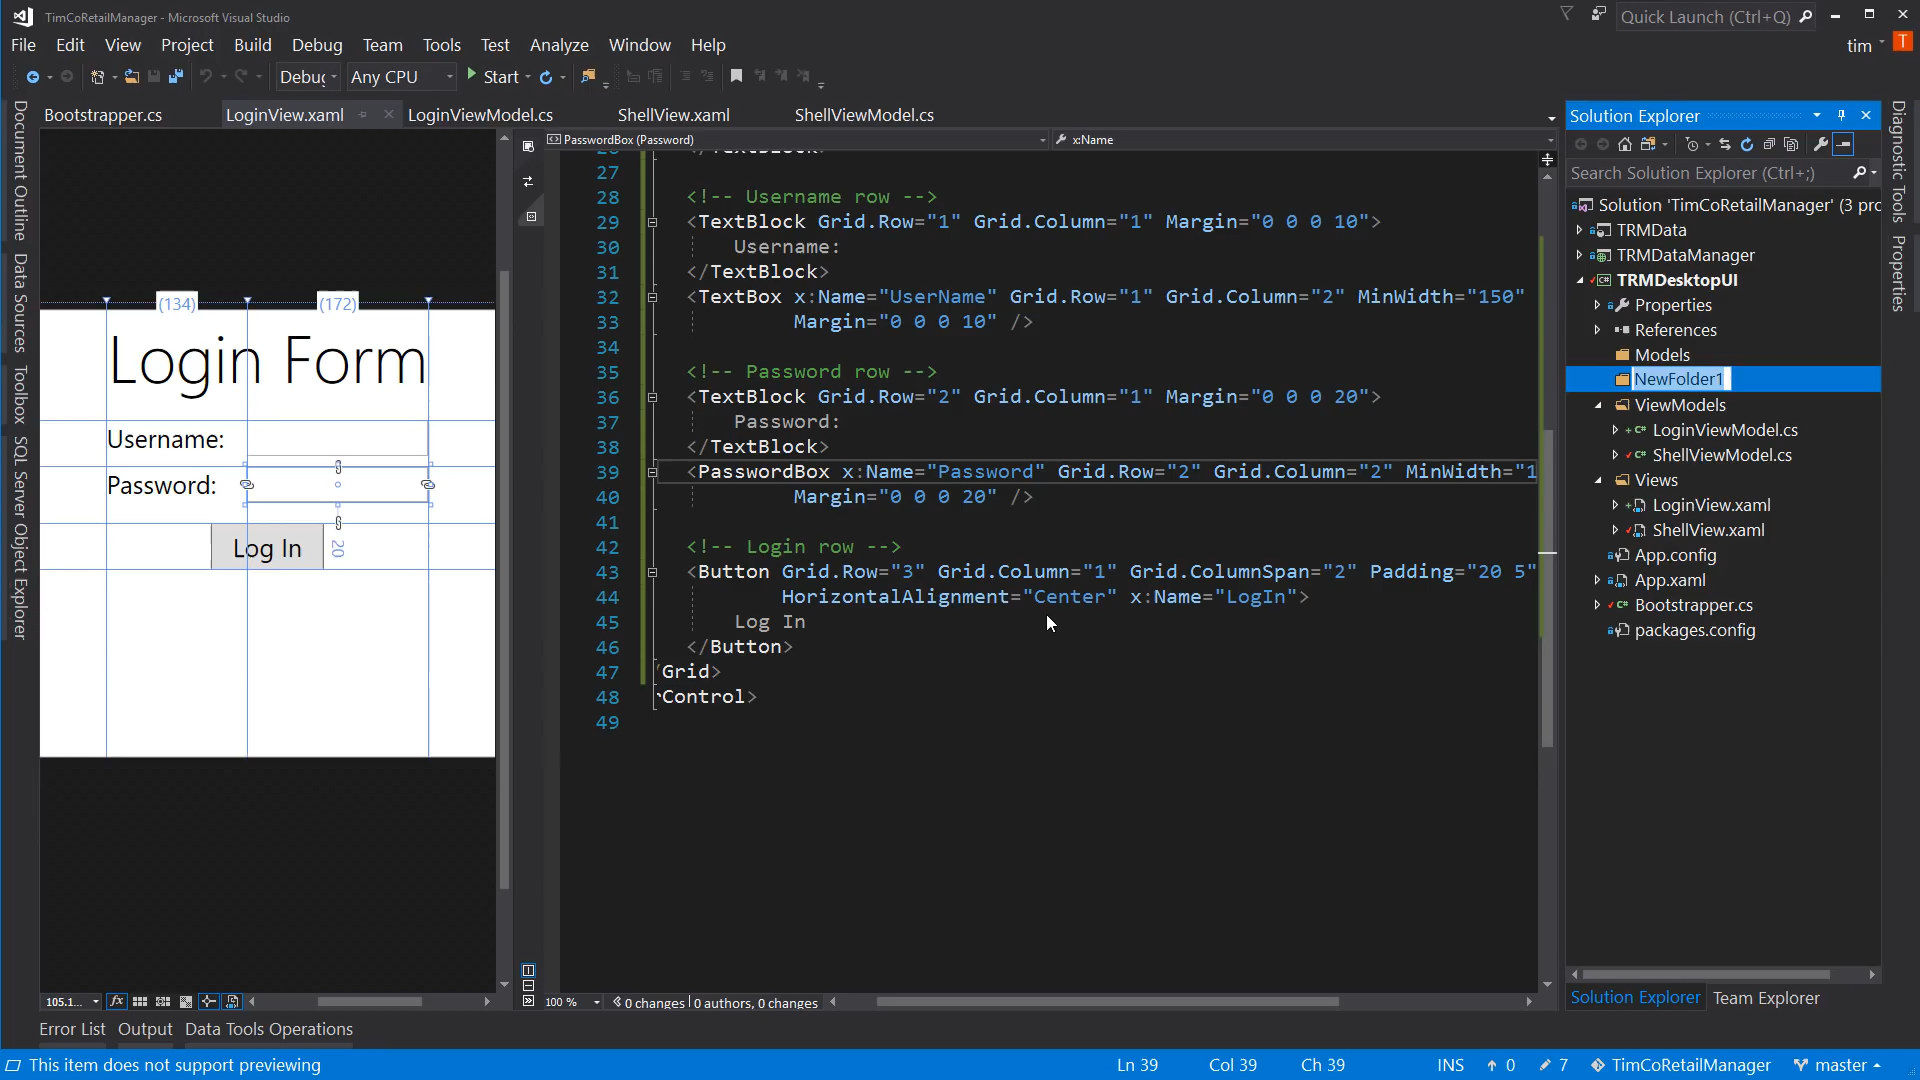 TimCoRetailManager - Microsoft Visual Studio
Quick Launch (Ctrl+Q)
File Edit View Project Build Debug Team Tools Test Analyze Window Help
tim T
Debug Any CPU Start
Bootstrapper.cs LoginView.xaml LoginViewModel.cs ShellView.xaml ShellViewModel.cs
PasswordBox (Password) x:Name
Document Outline
Data Sources
Toolbox
SQL Server Object Explorer
(134) (172)
Login Form
Username:
Password:
Log In
20
26 </TextBlock>
27
28 <!-- Username row -->
29 <TextBlock Grid.Row="1" Grid.Column="1" Margin="0 0 0 10">
30 Username:
31 </TextBlock>
32 <TextBox x:Name="UserName" Grid.Row="1" Grid.Column="2" MinWidth="150"
33 Margin="0 0 0 10" />
34
35 <!-- Password row -->
36 <TextBlock Grid.Row="2" Grid.Column="1" Margin="0 0 0 20">
37 Password:
38 </TextBlock>
39 <PasswordBox x:Name="Password" Grid.Row="2" Grid.Column="2" MinWidth="1
40 Margin="0 0 0 20" />
41
42 <!-- Login row -->
43 <Button Grid.Row="3" Grid.Column="1" Grid.ColumnSpan="2" Padding="20 5"
44 HorizontalAlignment="Center" x:Name="LogIn">
45 Log In
46 </Button>
47 /Grid>
48 rControl>
49
Solution Explorer
Search Solution Explorer (Ctrl+;)
Solution 'TimCoRetailManager' (3 pro
TRMData
TRMDataManager
TRMDesktopUI
Properties
References
Models
NewFolder1
ViewModels
LoginViewModel.cs
ShellViewModel.cs
Views
LoginView.xaml
ShellView.xaml
App.config
App.xaml
Bootstrapper.cs
packages.config
Diagnostic Tools
Properties
105.1...
100 % 0 changes | 0 authors, 0 changes
Solution Explorer Team Explorer
Error List Output Data Tools Operations
This item does not support previewing Ln 39 Col 39 Ch 39 INS 0 7 TimCoRetailManager master